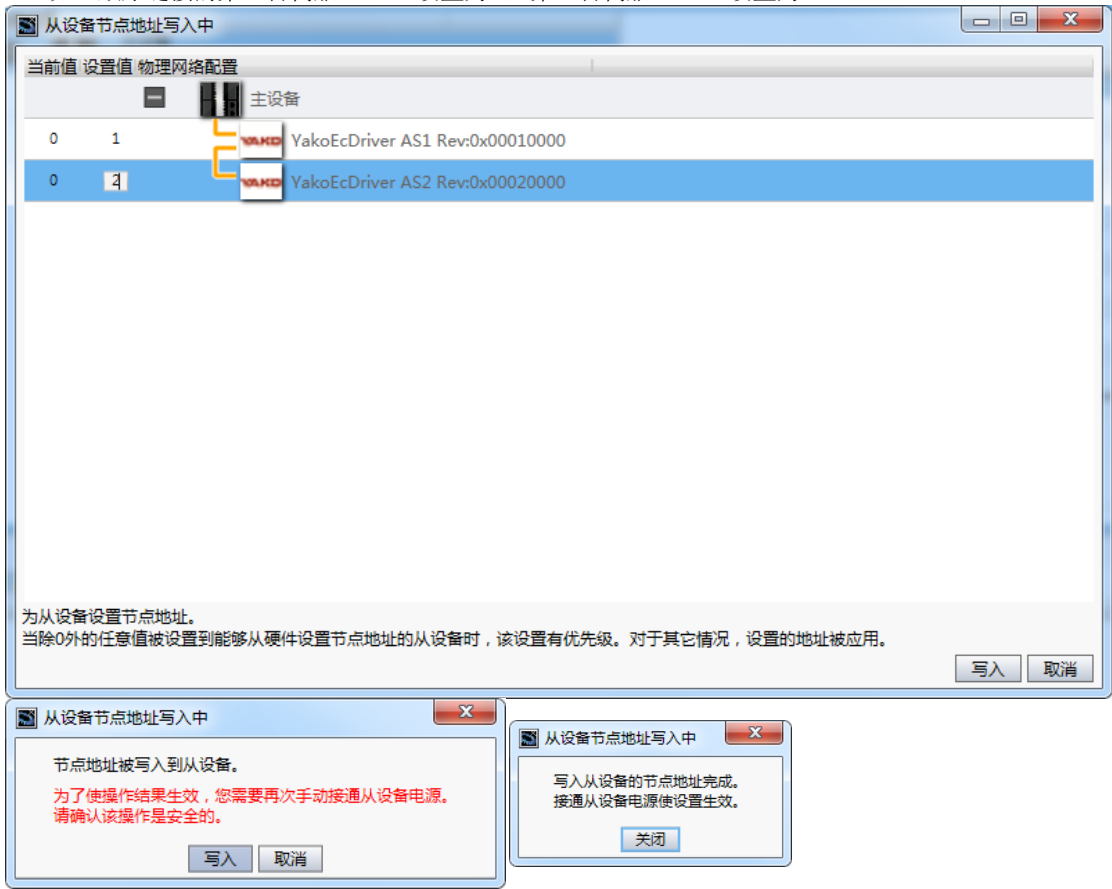 从设备节点地址写入中
当前值 设置值 物理网络配置
主设备
0 1 YAKO YakoEcDriver AS1 Rev:0x00010000
0 2 YAKO YakoEcDriver AS2 Rev:0x00020000
为从设备设置节点地址。
当除0外的任意值被设置到能够从硬件设置节点地址的从设备时，该设置有优先级。对于其它情况，设置的地址被应用。
写入 取消
从设备节点地址写入中
节点地址被写入到从设备。
为了使操作结果生效，您需要再次手动接通从设备电源。
请确认该操作是安全的。
写入 取消
从设备节点地址写入中
写入从设备的节点地址完成。
接通从设备电源使设置生效。
关闭